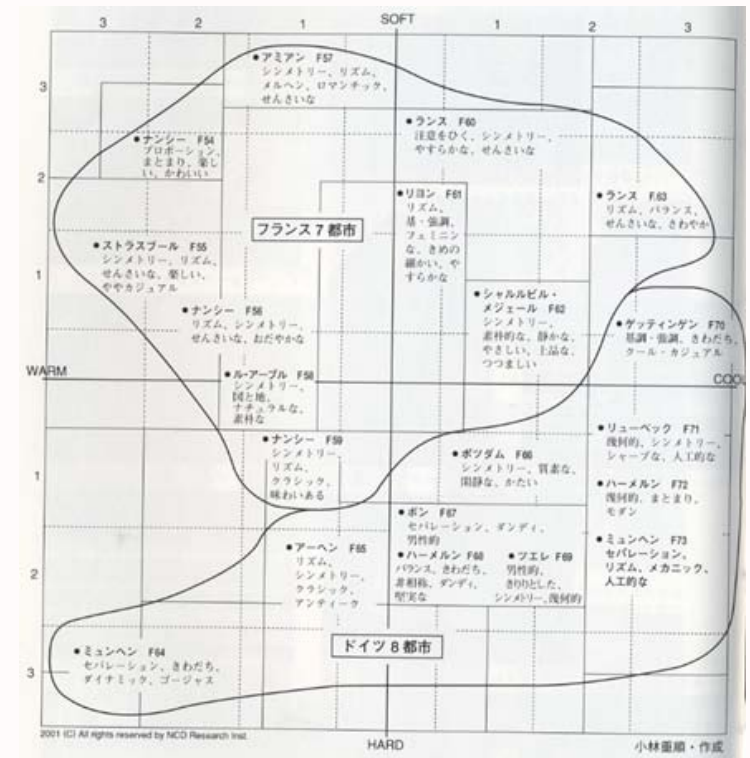 SOFT
3 2 1 1 2 3
● アミアン F57
シンメトリー、リズム、
メルヘン、ロマンチック、
せんさいな
3
● ランス F60
注意をひく、シンメトリー、
やすらかな、せんさいな
● ナンシー F54
プロポーション、
まとまり、楽し
い、かわいい
2
● リヨン F61
リズム、
基・強調、
フェミニン
な、きめの
細かい、や
すらかな
● ランス F.63
リズム、バランス、
せんさいな、さわやか
フランス7都市
● ストラスブール F55
シンメトリー、リズム、
せんさいな、楽しい、
ややカジュアル
1
● シャルルビル・
メジェール F62
シンメトリー、
素朴的な、静かな、
やさしい、上品な、
つつましい
● ナンシー F56
リズム、シンメトリー、
せんさいな、おだやかな
● ゲッティンゲン F70
基調・強調、きわだち、
クール・カジュアル
WARM
COOL
● ル・アーブル F58
シンメトリー、
図と地、
ナチュラルな、
素朴な
● リューベック F71
幾何的、シンメトリー、
シャープな、人工的な
● ナンシー F59
シンメトリー、
リズム、
クラシック、
味わいある
1
● ポツダム F66
シンメトリー、質素な、
閑静な、かたい
● ハーメルン F72
幾何的、まとまり、
モダン
● ボン F67
セパレーション、ダンディ、
男性的
● ミュンヘン F73
セパレーション、
リズム、メカニック、
人工的な
● アーヘン F65
リズム、
シンメトリー、
クラシック、
アンティーク
2
● ハーメルン F68
バランス、きわだち、
非相称、ダンディ、
堅実な
● ツエレ F69
男性的、
きりりとした、
シンメトリー、幾何的
ドイツ8都市
● ミュンヘン F64
セパレーション、きわだち、
ダイナミック、ゴージャス
3
2001 (C) All rights reserved by NCD Research Inst.
HARD
小林重順・作成